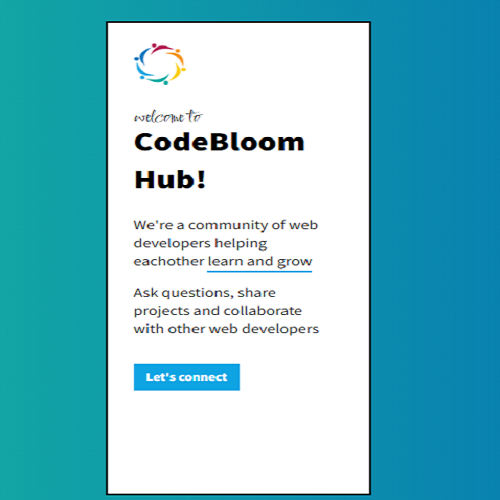 welcome to
CodeBloom
Hub!
We're a community of web
developers helping
eachother learn and grow
Ask questions, share
projects and collaborate
with other web developers
Let's connect